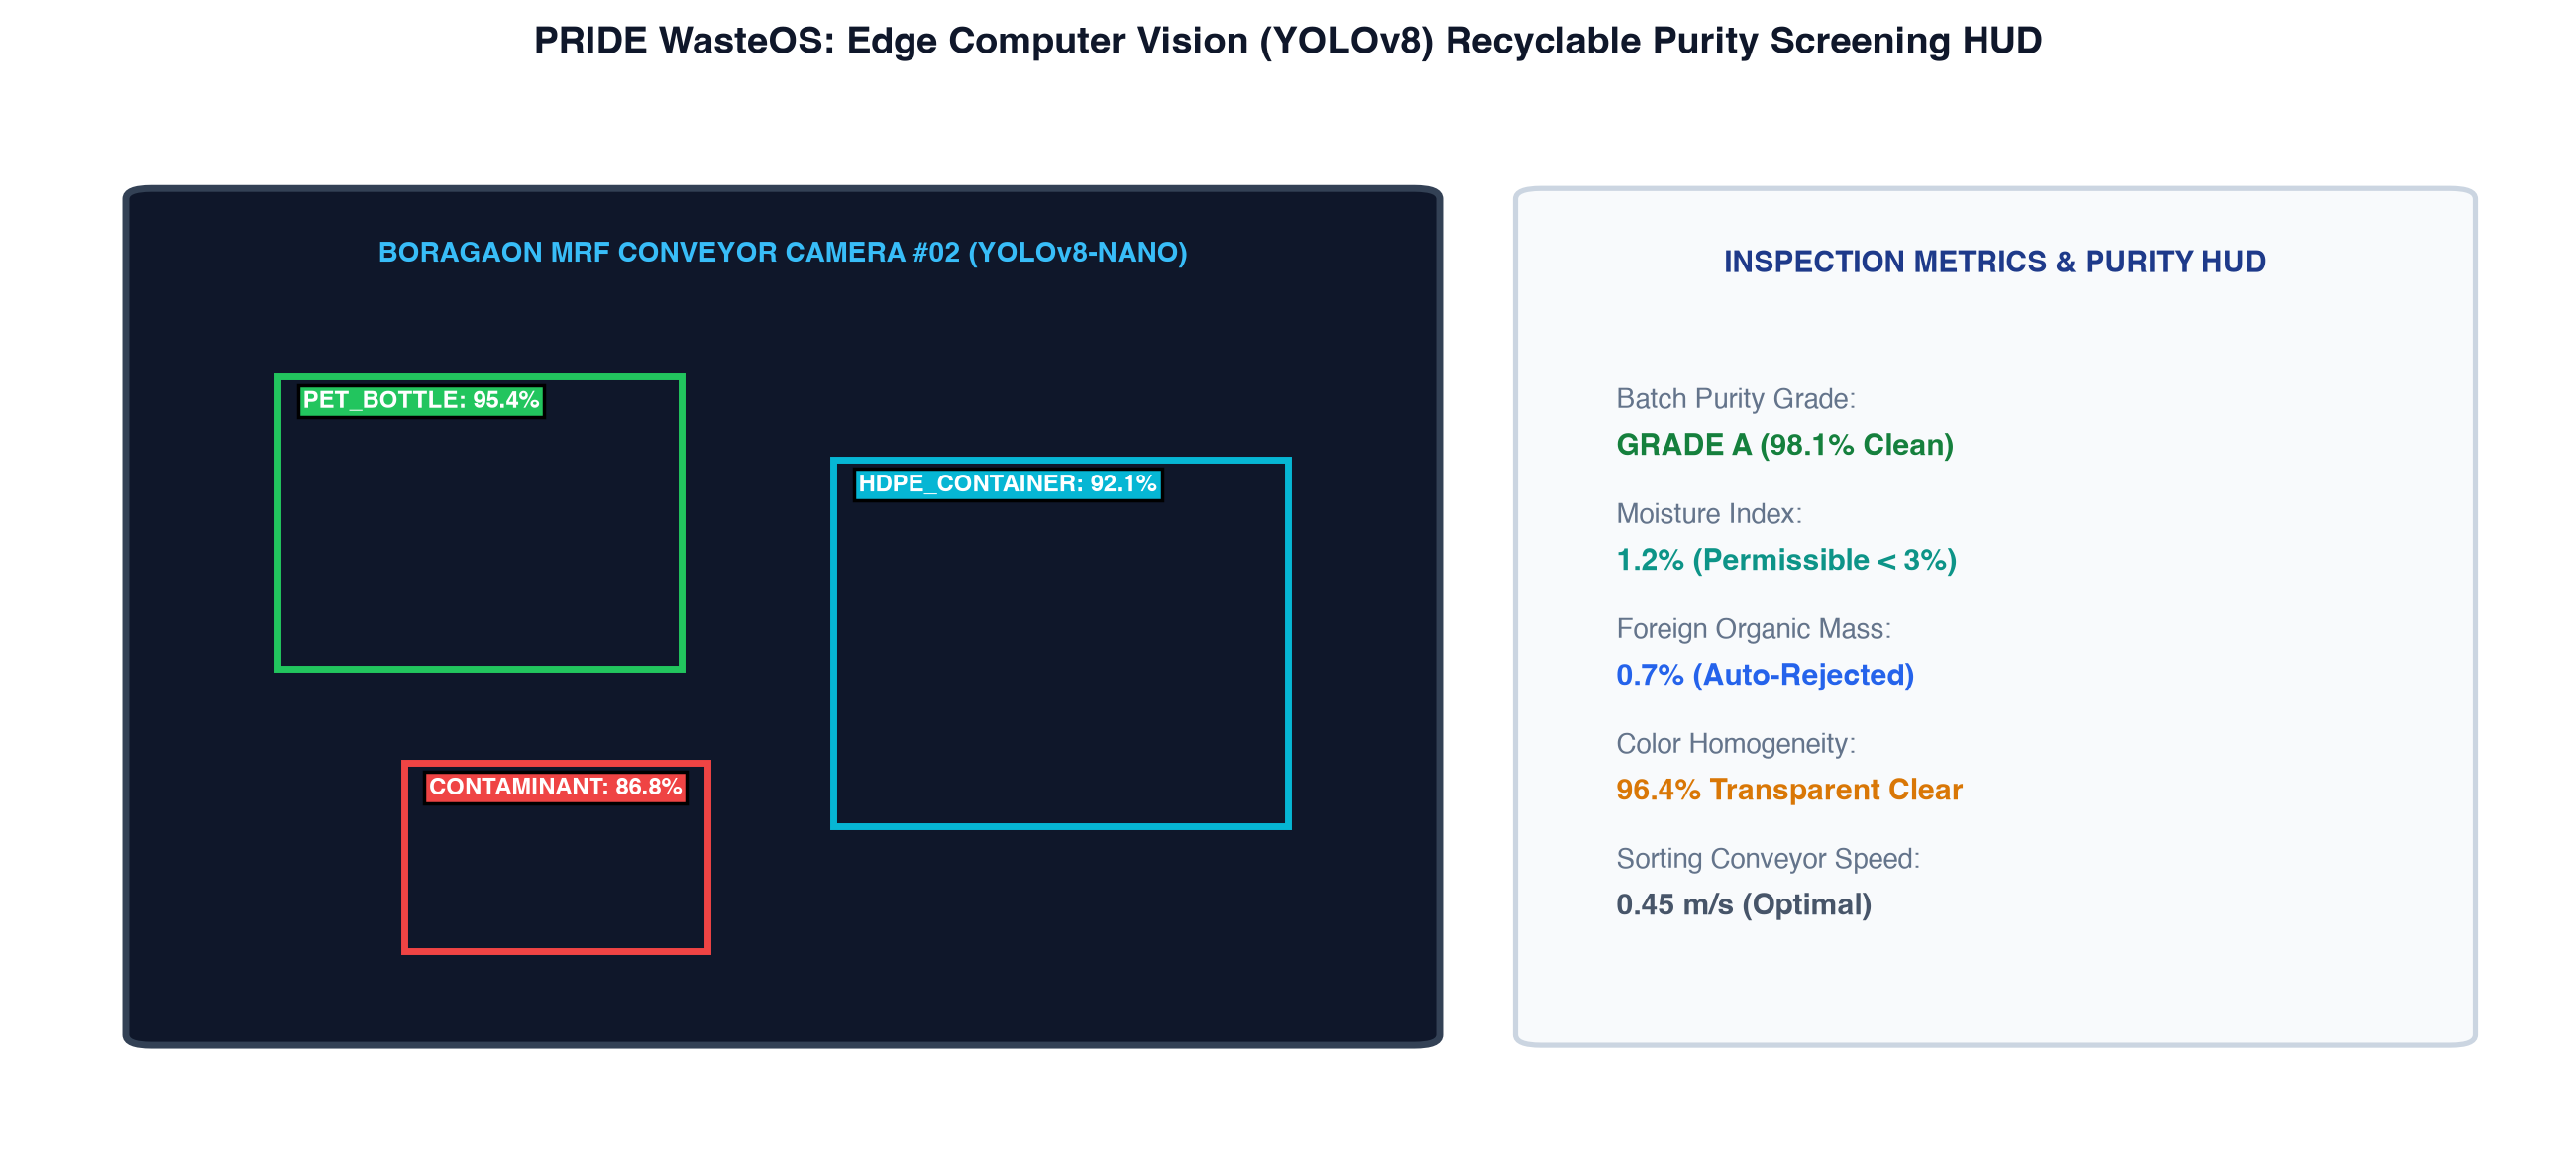 PRIDE WasteOS: Edge Computer Vision (YOLOv8) Recyclable Purity Screening HUD
BORAGAON MRF CONVEYOR CAMERA #02 (YOLOv8-NANO)
PET_BOTTLE: 95.4%
HDPE_CONTAINER: 92.1%
CONTAMINANT: 86.8%
INSPECTION METRICS & PURITY HUD
Batch Purity Grade:
GRADE A (98.1% Clean)
Moisture Index:
1.2% (Permissible < 3%)
Foreign Organic Mass:
0.7% (Auto-Rejected)
Color Homogeneity:
96.4% Transparent Clear
Sorting Conveyor Speed:
0.45 m/s (Optimal)